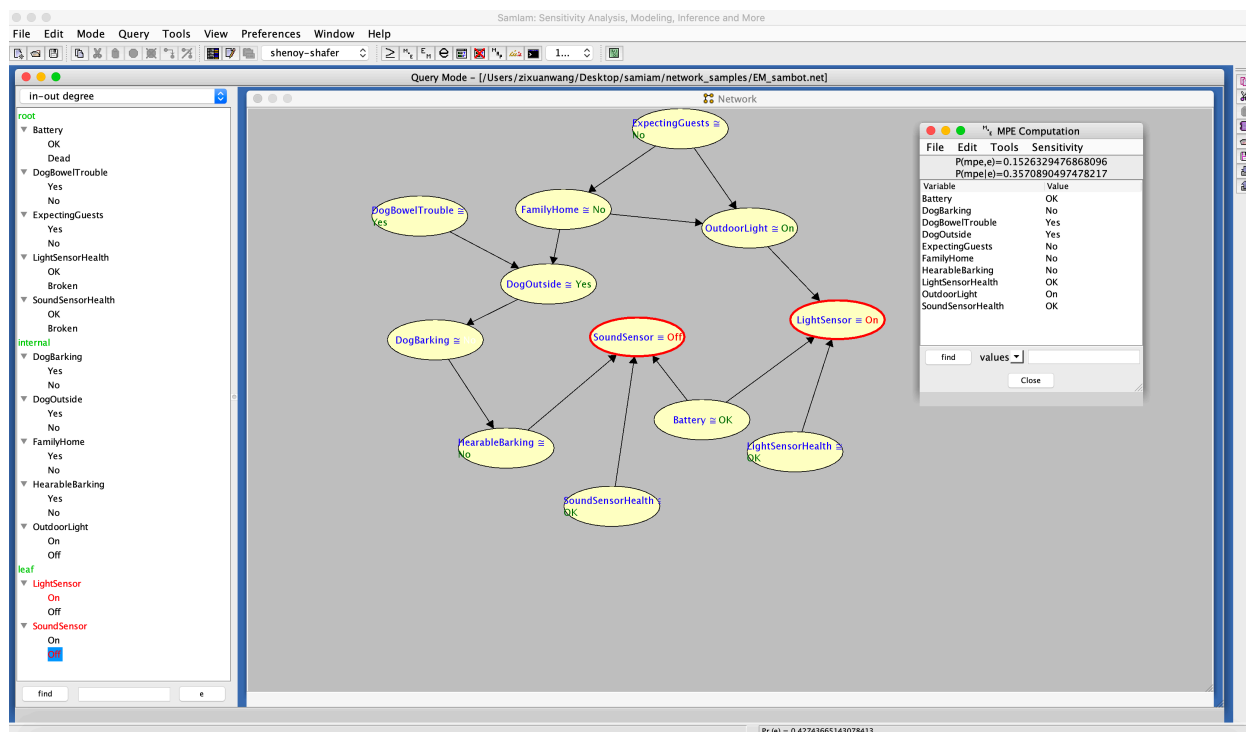 SamIam: Sensitivity Analysis, Modeling, Inference and More
File Edit Mode Query Tools View Preferences Window Help
shenoy-shafer
1...
Query Mode – [/Users/zixuanwang/Desktop/samiam/network_samples/EM_sambot.net]
in-out degree
root
Battery
OK
Dead
DogBowelTrouble
Yes
No
ExpectingGuests
Yes
No
LightSensorHealth
OK
Broken
SoundSensorHealth
OK
Broken
internal
DogBarking
Yes
No
DogOutside
Yes
No
FamilyHome
Yes
No
HearableBarking
Yes
No
OutdoorLight
On
Off
leaf
LightSensor
On
Off
SoundSensor
On
Off
find
e
Network
ExpectingGuests ≅
No
DogBowelTrouble ≅
Yes
FamilyHome ≅ No
OutdoorLight ≅ On
DogOutside ≅ Yes
DogBarking ≅
SoundSensor ≡ Off
LightSensor ≡ On
Battery ≅ OK
HearableBarking ≅
No
LightSensorHealth ≅
OK
SoundSensorHealth ≅
OK
MPE Computation
File Edit Tools Sensitivity
P(mpe,e)=0.1526329476868096
P(mpe|e)=0.3570890497478217
Variable Value
Battery OK
DogBarking No
DogBowelTrouble Yes
DogOutside Yes
ExpectingGuests No
FamilyHome No
HearableBarking No
LightSensorHealth OK
OutdoorLight On
SoundSensorHealth OK
find values
Close
Pr (e) = 0.42743665143078413